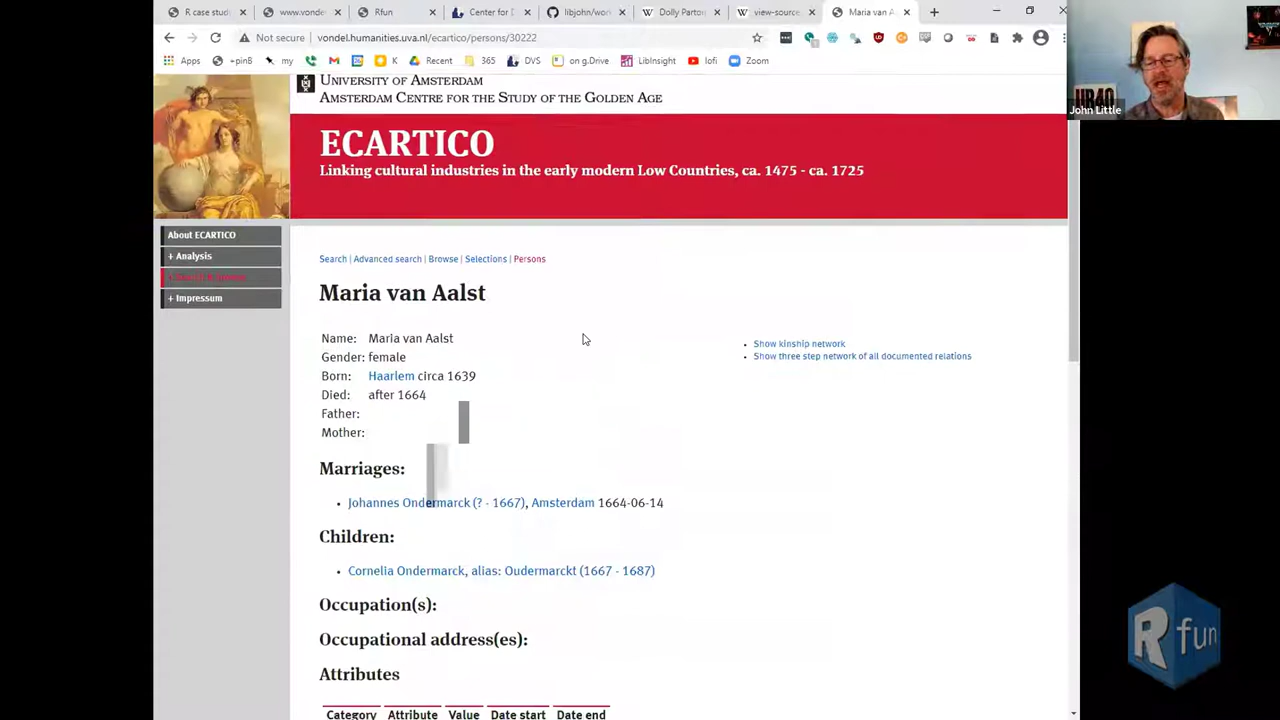 R case study
www.vonde
Rfun
Center for D
libjohn/wor
Dolly Parton
view-source
Maria van A
Not secure
vondel.humanities.uva.nl/ecartico/persons/30222
Apps
+pinB
my
K
Recent
365
DVS
on g.Drive
LibInsight
lofi
Zoom
John Little
UNIVERSITY OF AMSTERDAM
AMSTERDAM CENTRE FOR THE STUDY OF THE GOLDEN AGE
ECARTICO
Linking cultural industries in the early modern Low Countries, ca. 1475 - ca. 1725
About ECARTICO
+ Analysis
+ Impressum
Search | Advanced search | Browse | Selections | Persons
Maria van Aalst
Name: Maria van Aalst
Gender: female
Born: Haarlem circa 1639
Died: after 1664
Father:
Mother:
• Show kinship network
• Show three step network of all documented relations
Marriages:
• Johannes Ondermarck (? - 1667), Amsterdam 1664-06-14
Children:
• Cornelia Ondermarck, alias: Oudermarckt (1667 - 1687)
Occupation(s):
Occupational address(es):
Attributes
Category Attribute Value Date start Date end
R fun